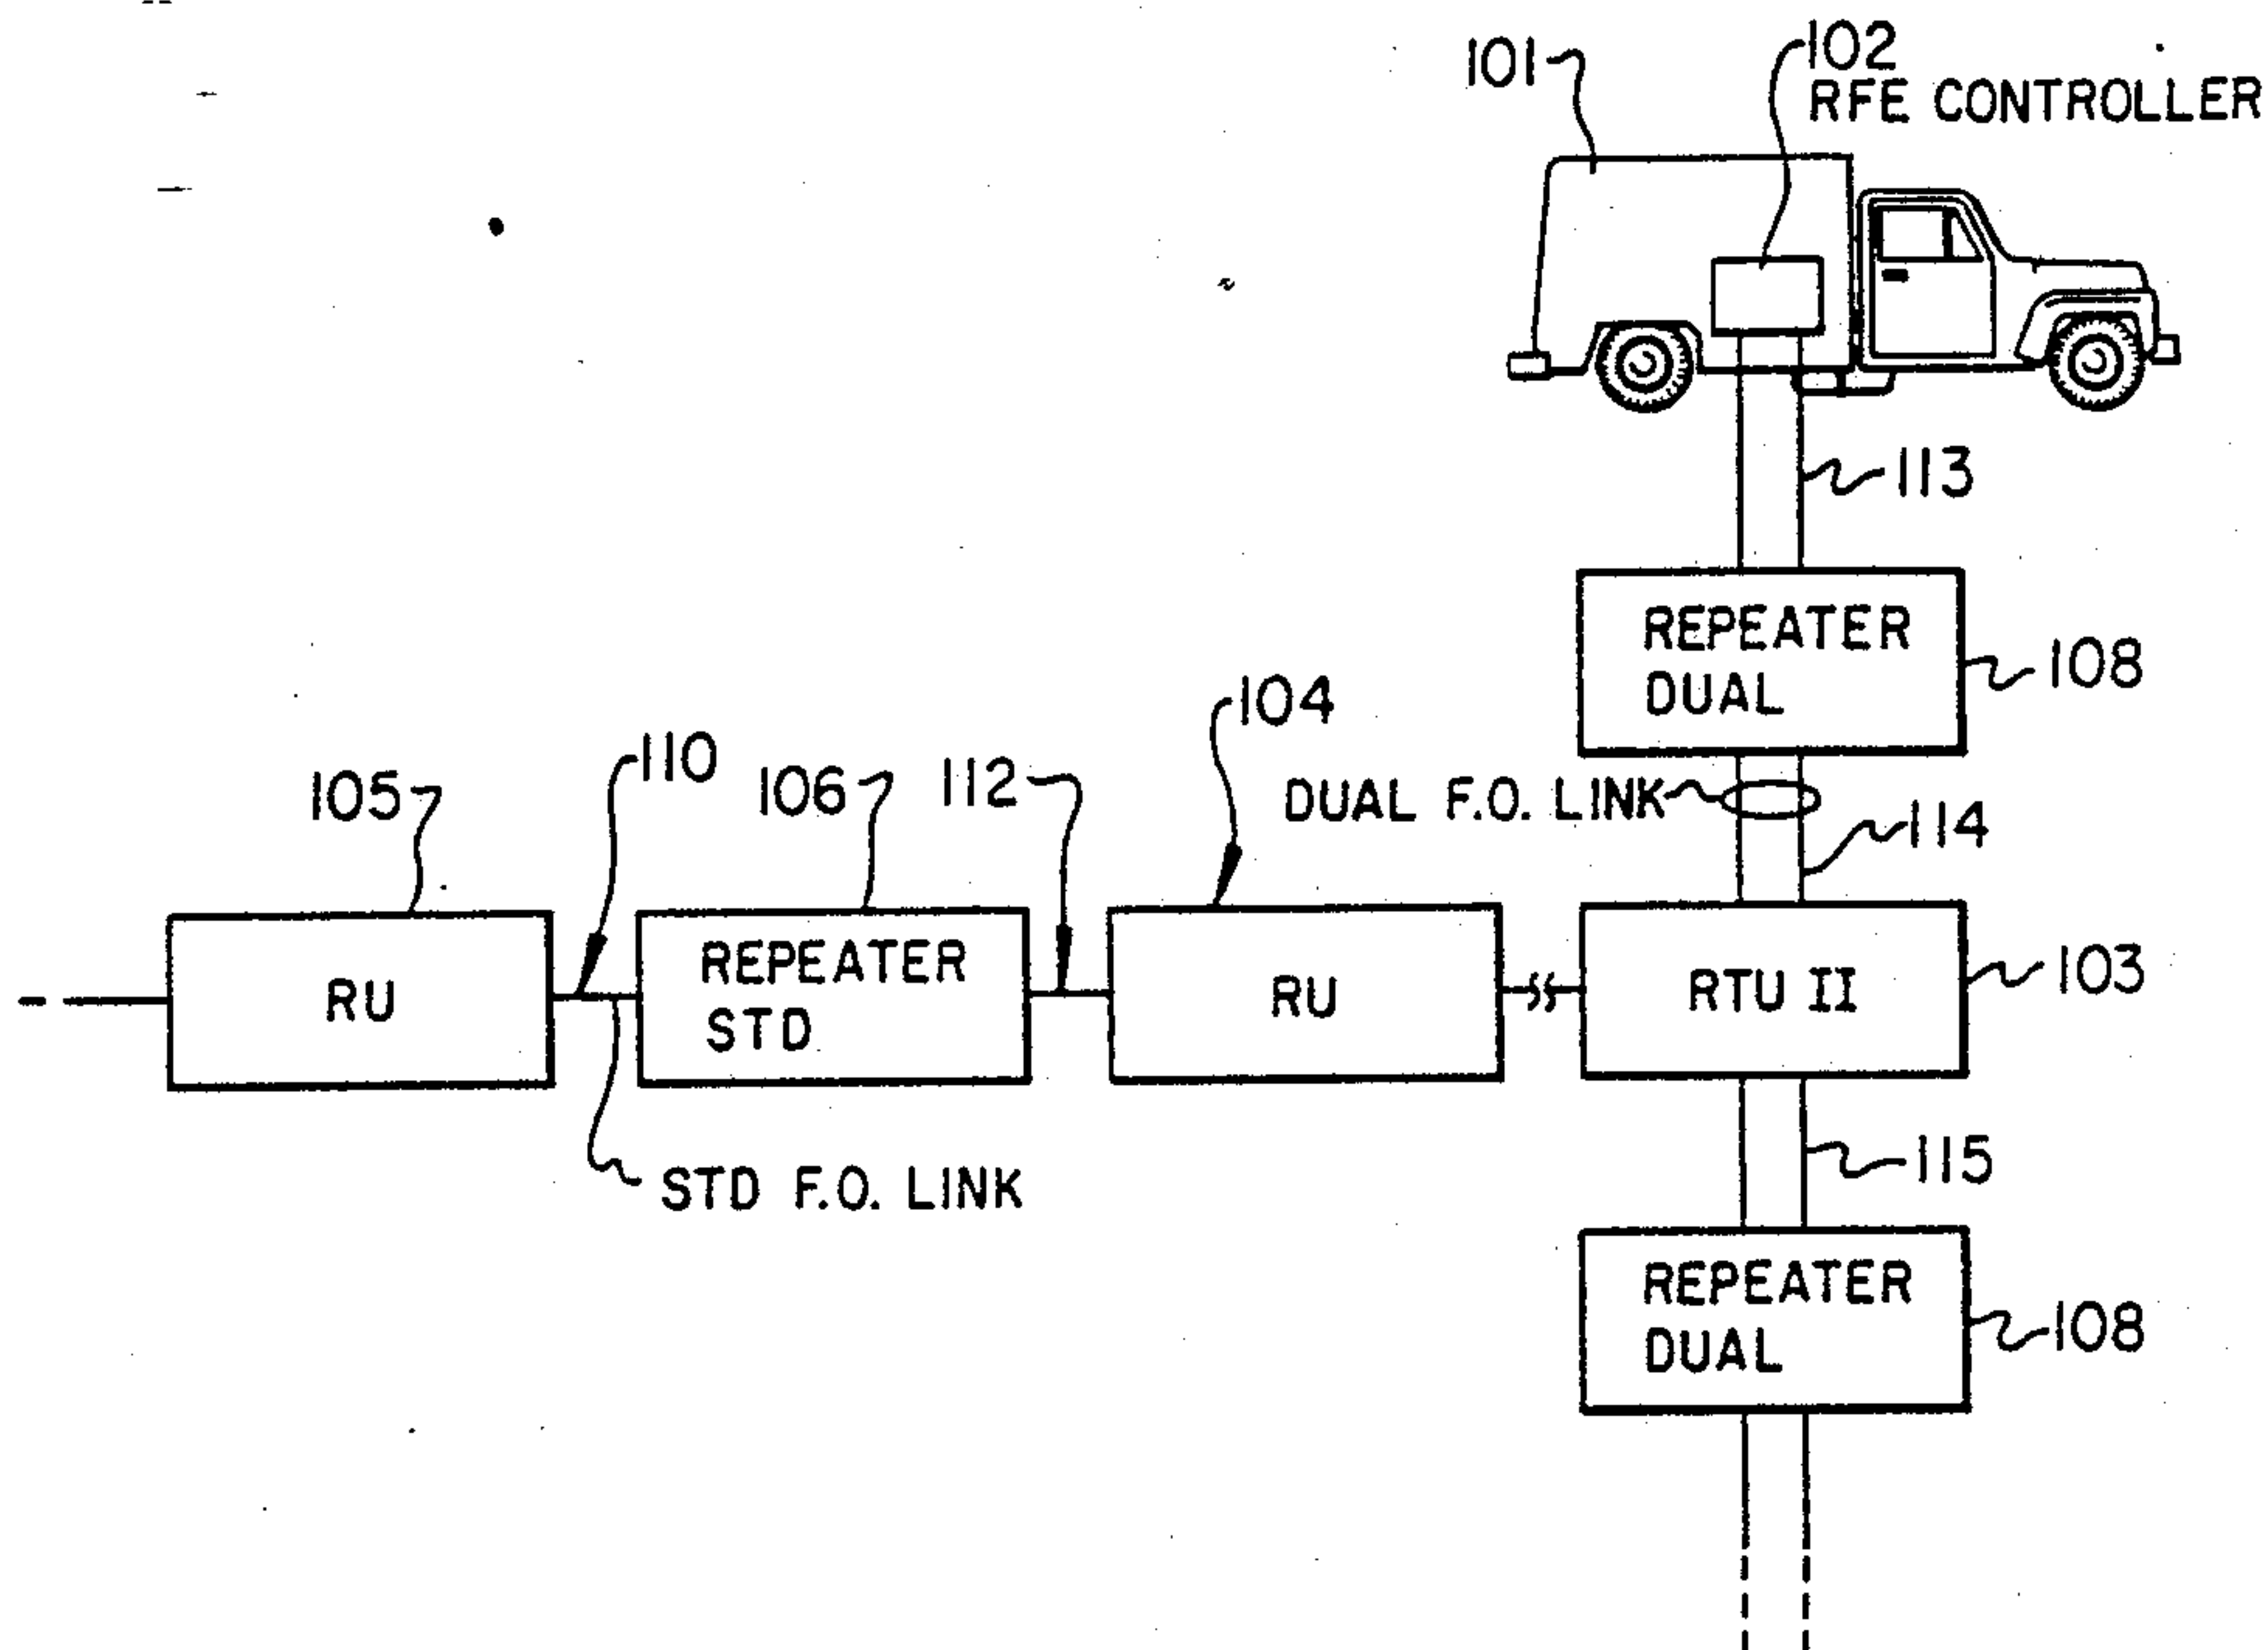 101
102
RFE CONTROLLER
113
REPEATER
DUAL
108
104
110
106
112
105
DUAL F.O. LINK
114
RU
REPEATER
STD
RU
RTU II
103
STD F.O. LINK
115
REPEATER
DUAL
108